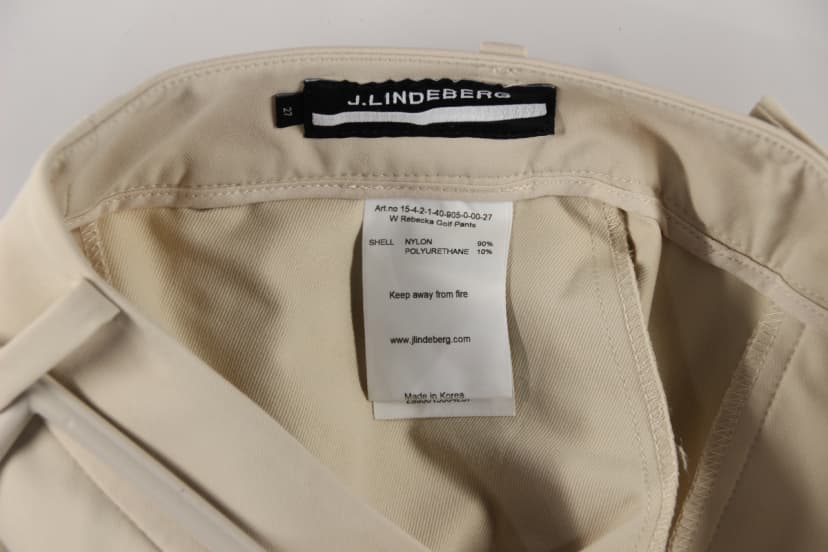 27
J.LINDEBERG
Art.no 15-4-2-1-40-905-0-00-27
W Rebecka Golf Pants
SHELL NYLON 90%
POLYURETHANE 10%
Keep away from fire
www.jlindeberg.com
Made in Korea